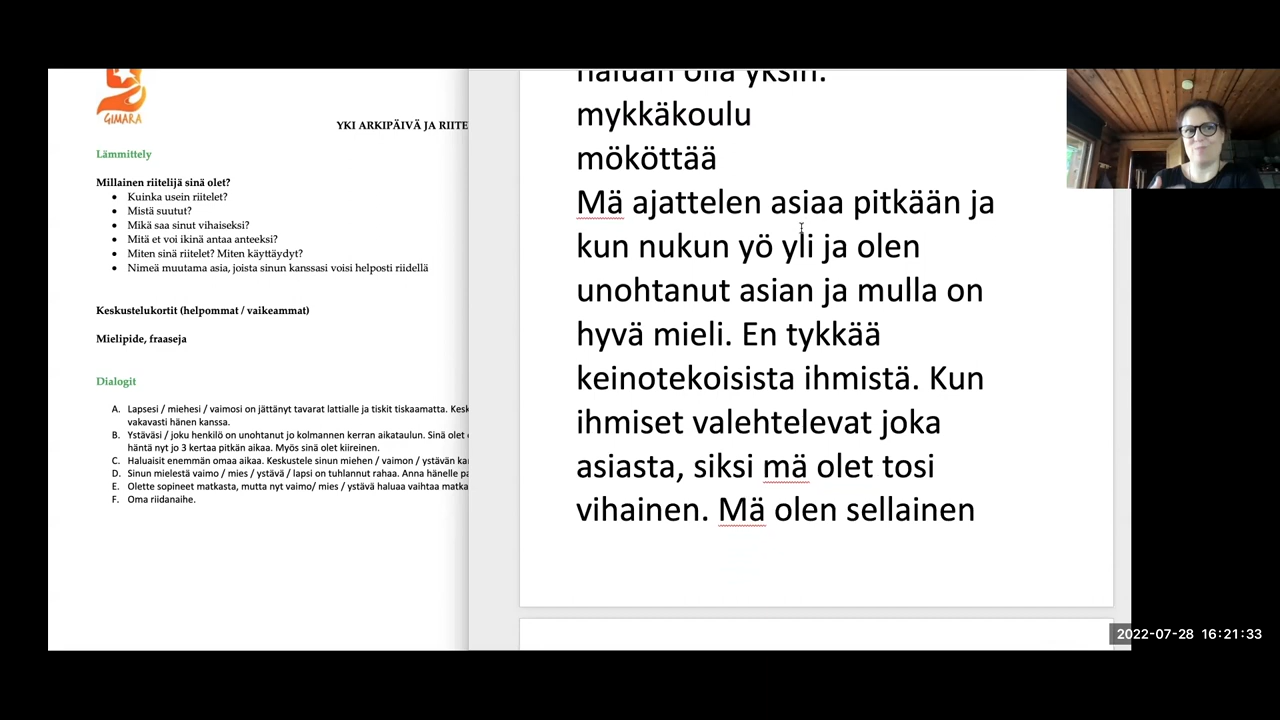 GIMARA
YKI ARKIPÄIVÄ JA RIITE
Lämmittely
Millainen riitelijä sinä olet?
Kuinka usein riitelet?
Mistä suutut?
Mikä saa sinut vihaiseksi?
Mitä et voi ikinä antaa anteeksi?
Miten sinä riitelet? Miten käyttäydyt?
Nimeä muutama asia, joista sinun kanssasi voisi helposti riidellä
Keskustelukortit (helpommat / vaikeammat)
Mielipide, fraaseja
Dialogit
A. Lapsesi / miehesi / vaimosi on jättänyt tavarat lattialle ja tiskit tiskaamatta. Kesk
vakavasti hänen kanssa.
B. Ystäväsi / joku henkilö on unohtanut jo kolmannen kerran aikataulun. Sinä olet
häntä nyt jo 3 kertaa pitkän aikaa. Myös sinä olet kiireinen.
C. Haluaisit enemmän omaa aikaa. Keskustele sinun miehen / vaimon / ystävän ka
D. Sinun mielestä vaimo / mies / ystävä / lapsi on tuhlannut rahaa. Anna hänelle pa
E. Olette sopineet matkasta, mutta nyt vaimo/ mies / ystävä haluaa vaihtaa matka
F. Oma riidanaihe.
haluan olla yksin.
mykkäkoulu
mököttää
Mä ajattelen asiaa pitkään ja
kun nukun yö yli ja olen
unohtanut asian ja mulla on
hyvä mieli. En tykkää
keinotekoisista ihmistä. Kun
ihmiset valehtelevat joka
asiasta, siksi mä olet tosi
vihainen. Mä olen sellainen
2022-07-28 16:21:33